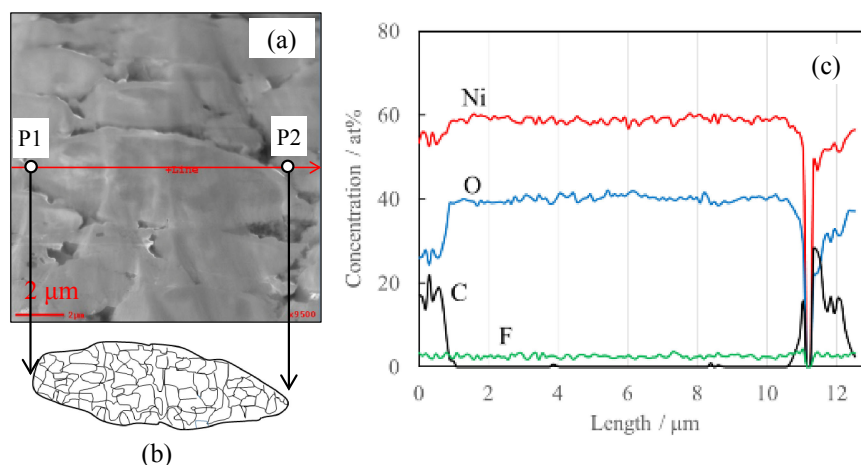 (a)
P1
P2
+Line
2 μm
2μm
x9500
(b)
(c)
Concentration / at%
80
60
40
20
0
Ni
O
C
F
0
2
4
6
8
10
12
Length / μm